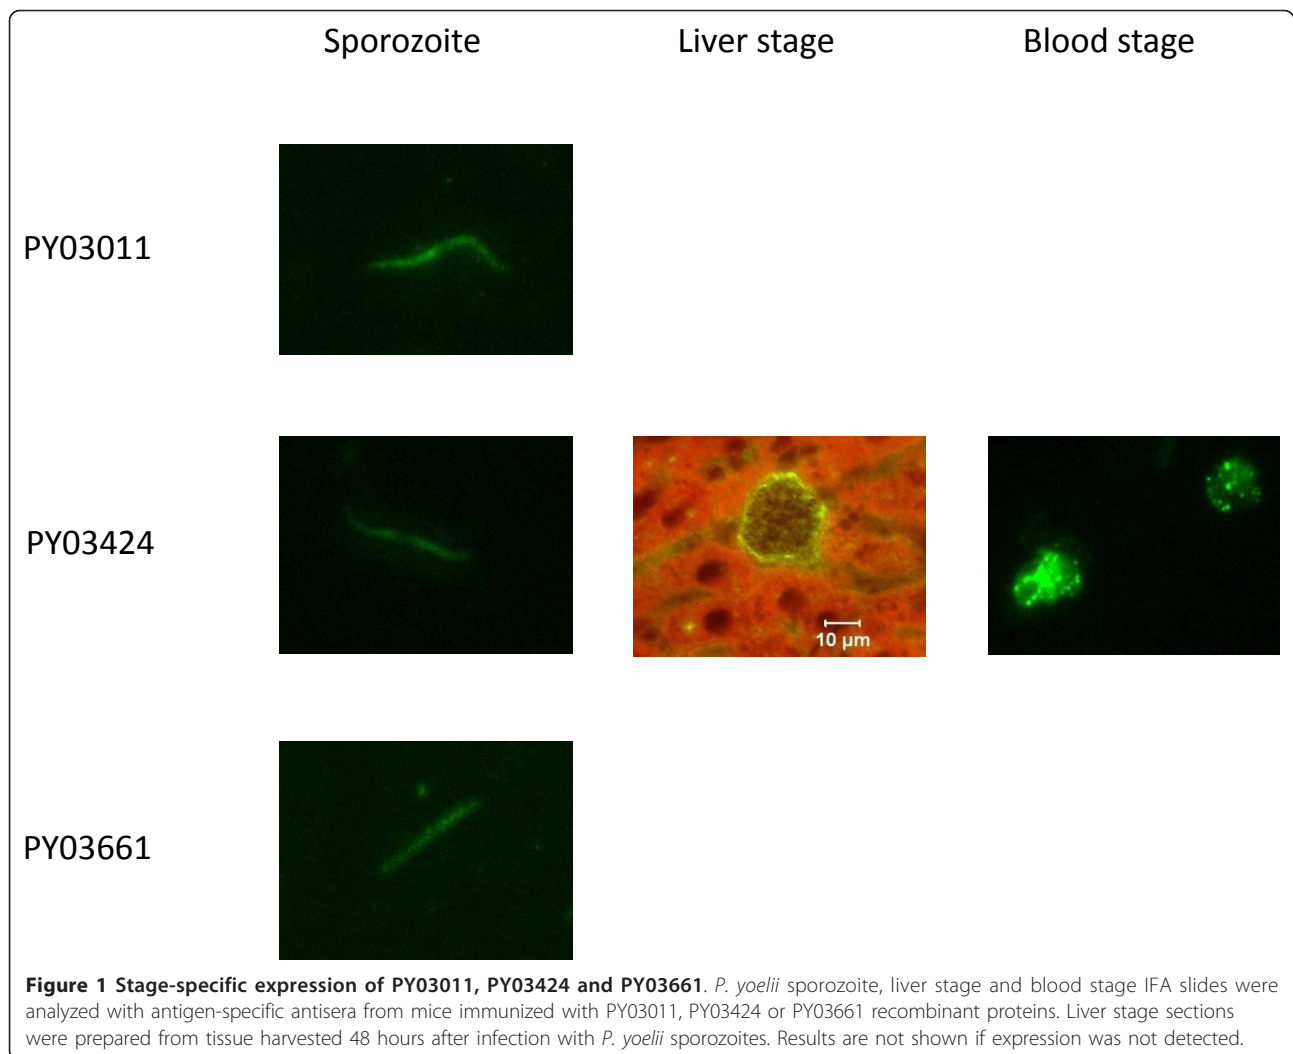 Sporozoite Liver stage Blood stage
PY03011
PY03424
10 µm
PY03661
Figure 1 Stage-specific expression of PY03011, PY03424 and PY03661. P. yoelii sporozoite, liver stage and blood stage IFA slides were
analyzed with antigen-specific antisera from mice immunized with PY03011, PY03424 or PY03661 recombinant proteins. Liver stage sections
were prepared from tissue harvested 48 hours after infection with P. yoelii sporozoites. Results are not shown if expression was not detected.